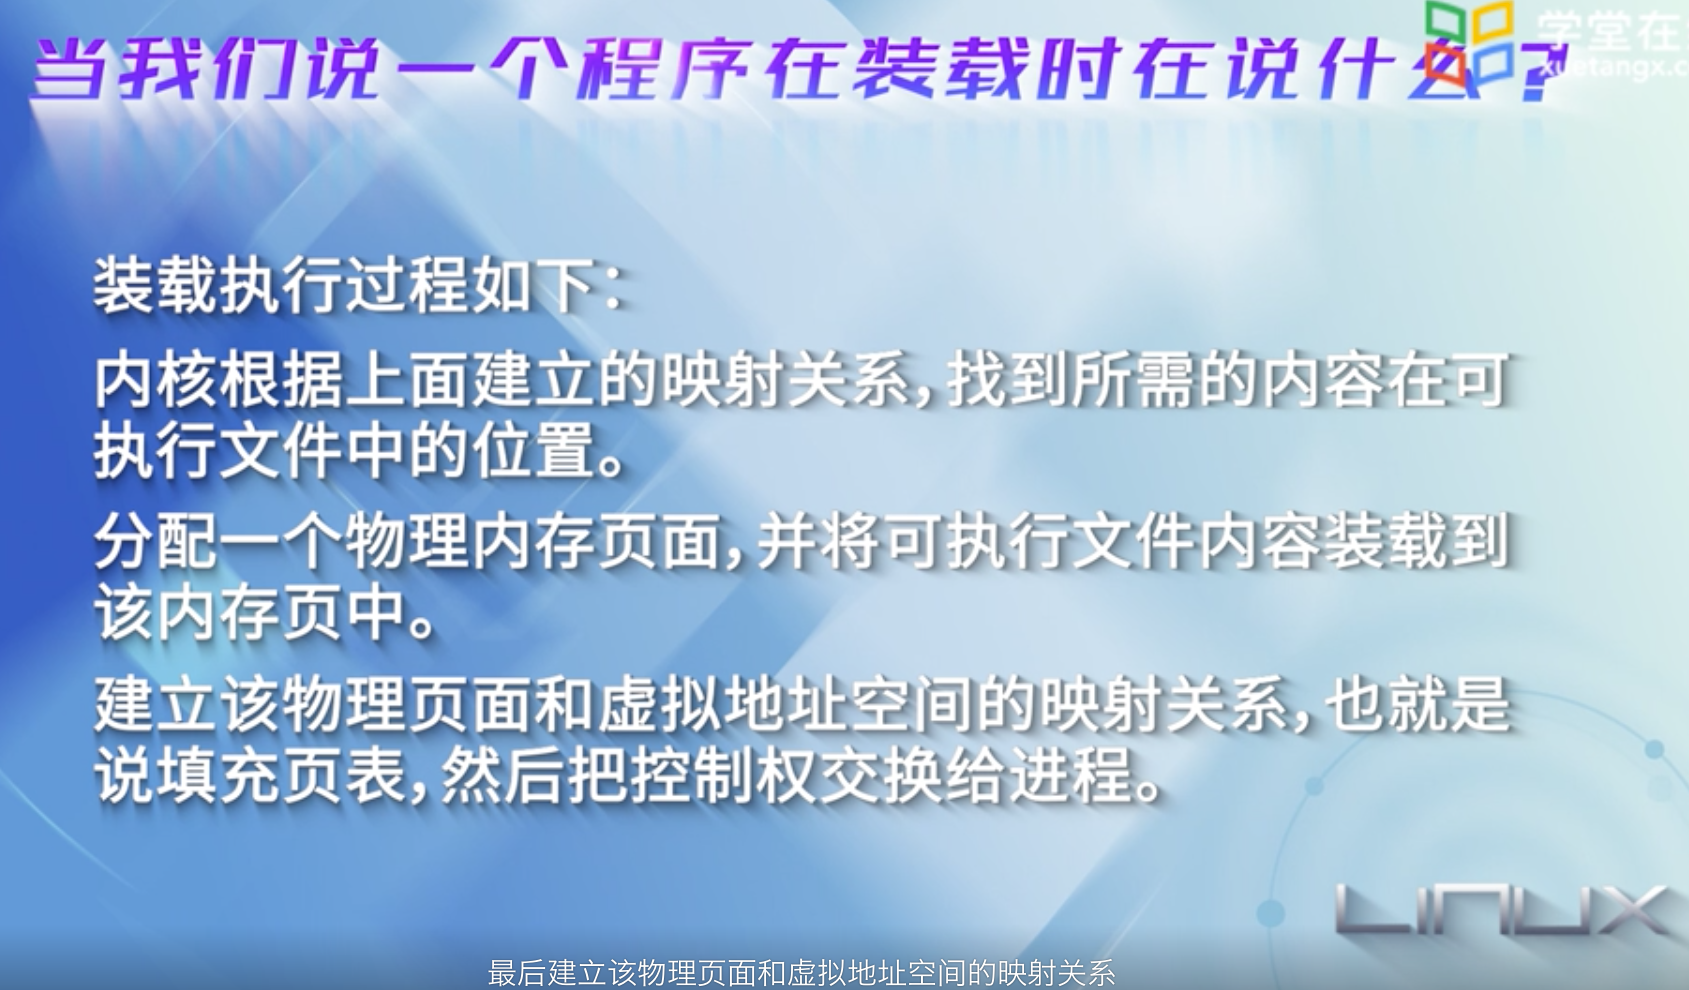 当我们说一个程序在装载时在说什么?
学堂在
xuetangx.c
装载执行过程如下：
内核根据上面建立的映射关系，找到所需的内容在可
执行文件中的位置。
分配一个物理内存页面，并将可执行文件内容装载到
该内存页中。
建立该物理页面和虚拟地址空间的映射关系，也就是
说填充页表，然后把控制权交换给进程。
LINUX
最后建立该物理页面和虚拟地址空间的映射关系